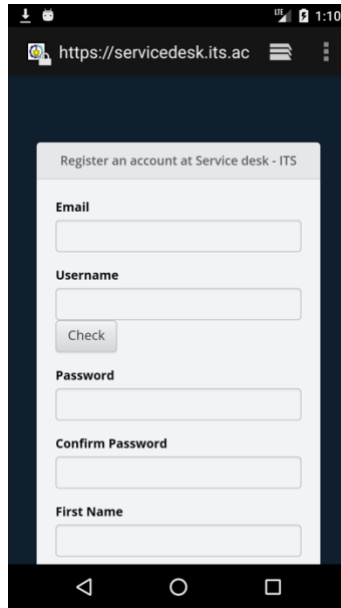 LTE 1:10
https://servicedesk.its.ac
Register an account at Service desk - ITS
Email
Username
Check
Password
Confirm Password
First Name